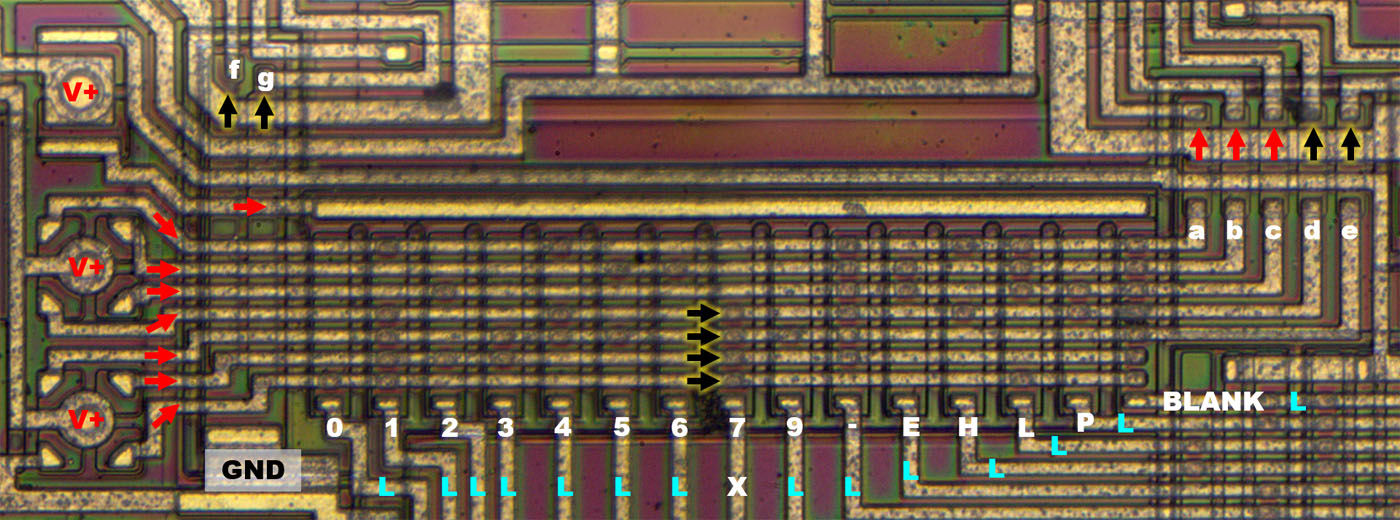 f g
V+
a b c d e
V+
BLANK L
V+
0 1 2 3 4 5 6 7 9 - E H L P L
L
GND
L
L
L L L L L L L X L L